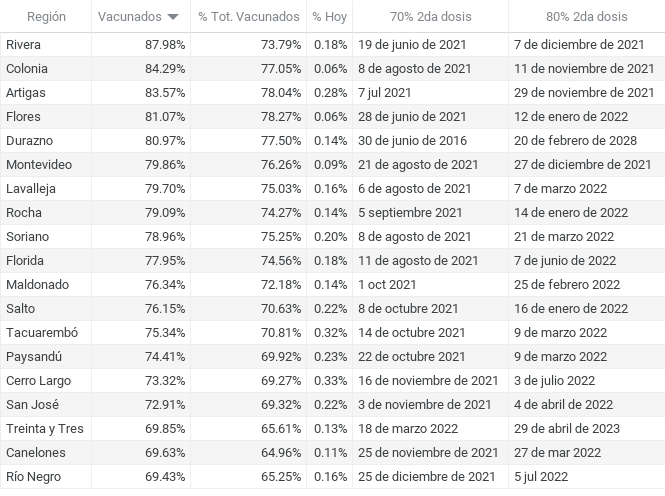 Región Vacunados % Tot. Vacunados % Hoy 70% 2da dosis 80% 2da dosis
Rivera 87.98% 73.79% 0.18% 19 de junio de 2021 7 de diciembre de 2021
Colonia 84.29% 77.05% 0.06% 8 de agosto de 2021 11 de noviembre de 2021
Artigas 83.57% 78.04% 0.28% 7 jul 2021 29 de noviembre de 2021
Flores 81.07% 78.27% 0.06% 28 de junio de 2021 12 de enero de 2022
Durazno 80.97% 77.50% 0.14% 30 de junio de 2016 20 de febrero de 2028
Montevideo 79.86% 76.26% 0.09% 21 de agosto de 2021 27 de diciembre de 2021
Lavalleja 79.70% 75.03% 0.16% 6 de agosto de 2021 7 de marzo 2022
Rocha 79.09% 74.27% 0.14% 5 septiembre 2021 14 de enero de 2022
Soriano 78.96% 75.25% 0.20% 8 de agosto de 2021 21 de marzo 2022
Florida 77.95% 74.56% 0.18% 11 de agosto de 2021 7 de junio de 2022
Maldonado 76.34% 72.18% 0.14% 1 oct 2021 25 de febrero 2022
Salto 76.15% 70.63% 0.22% 8 de octubre 2021 16 de enero de 2022
Tacuarembó 75.34% 70.81% 0.32% 14 de octubre 2021 9 de marzo 2022
Paysandú 74.41% 69.92% 0.23% 22 de octubre 2021 9 de marzo 2022
Cerro Largo 73.32% 69.27% 0.33% 16 de noviembre de 2021 3 de julio 2022
San José 72.91% 69.32% 0.22% 3 de noviembre de 2021 4 de abril de 2022
Treinta y Tres 69.85% 65.61% 0.13% 18 de marzo 2022 29 de abril de 2023
Canelones 69.63% 64.96% 0.11% 25 de noviembre de 2021 27 de mar 2022
Río Negro 69.43% 65.25% 0.16% 25 de diciembre de 2021 5 jul 2022